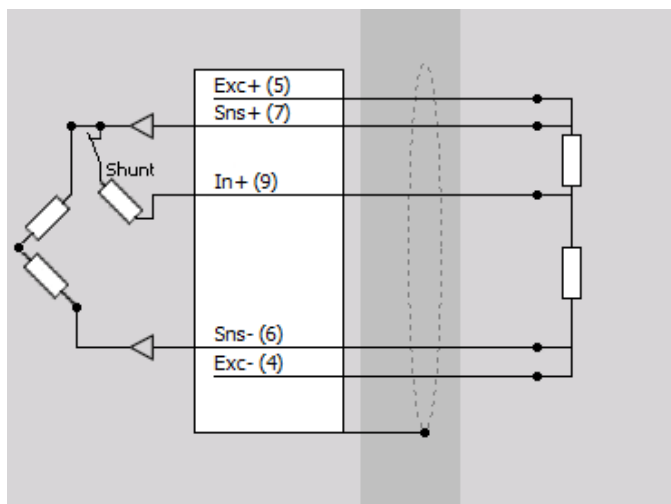 Exc+ (5)
Sns+ (7)
Shunt
In+ (9)
Sns- (6)
Exc- (4)